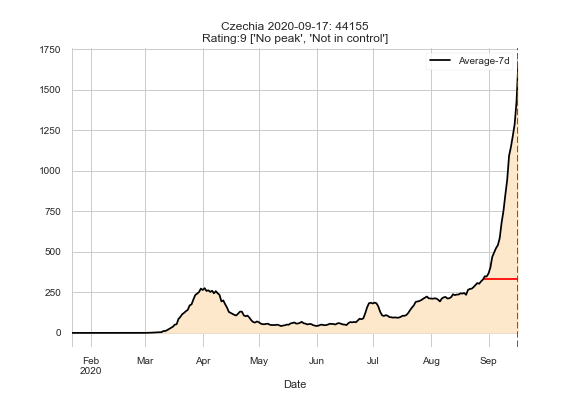 Czechia 2020-09-17: 44155
Rating:9 ['No peak', 'Not in control']
1750
1500
1250
1000
750
500
250
0
Average-7d
Feb Mar Apr May Jun Jul Aug Sep
2020
Date